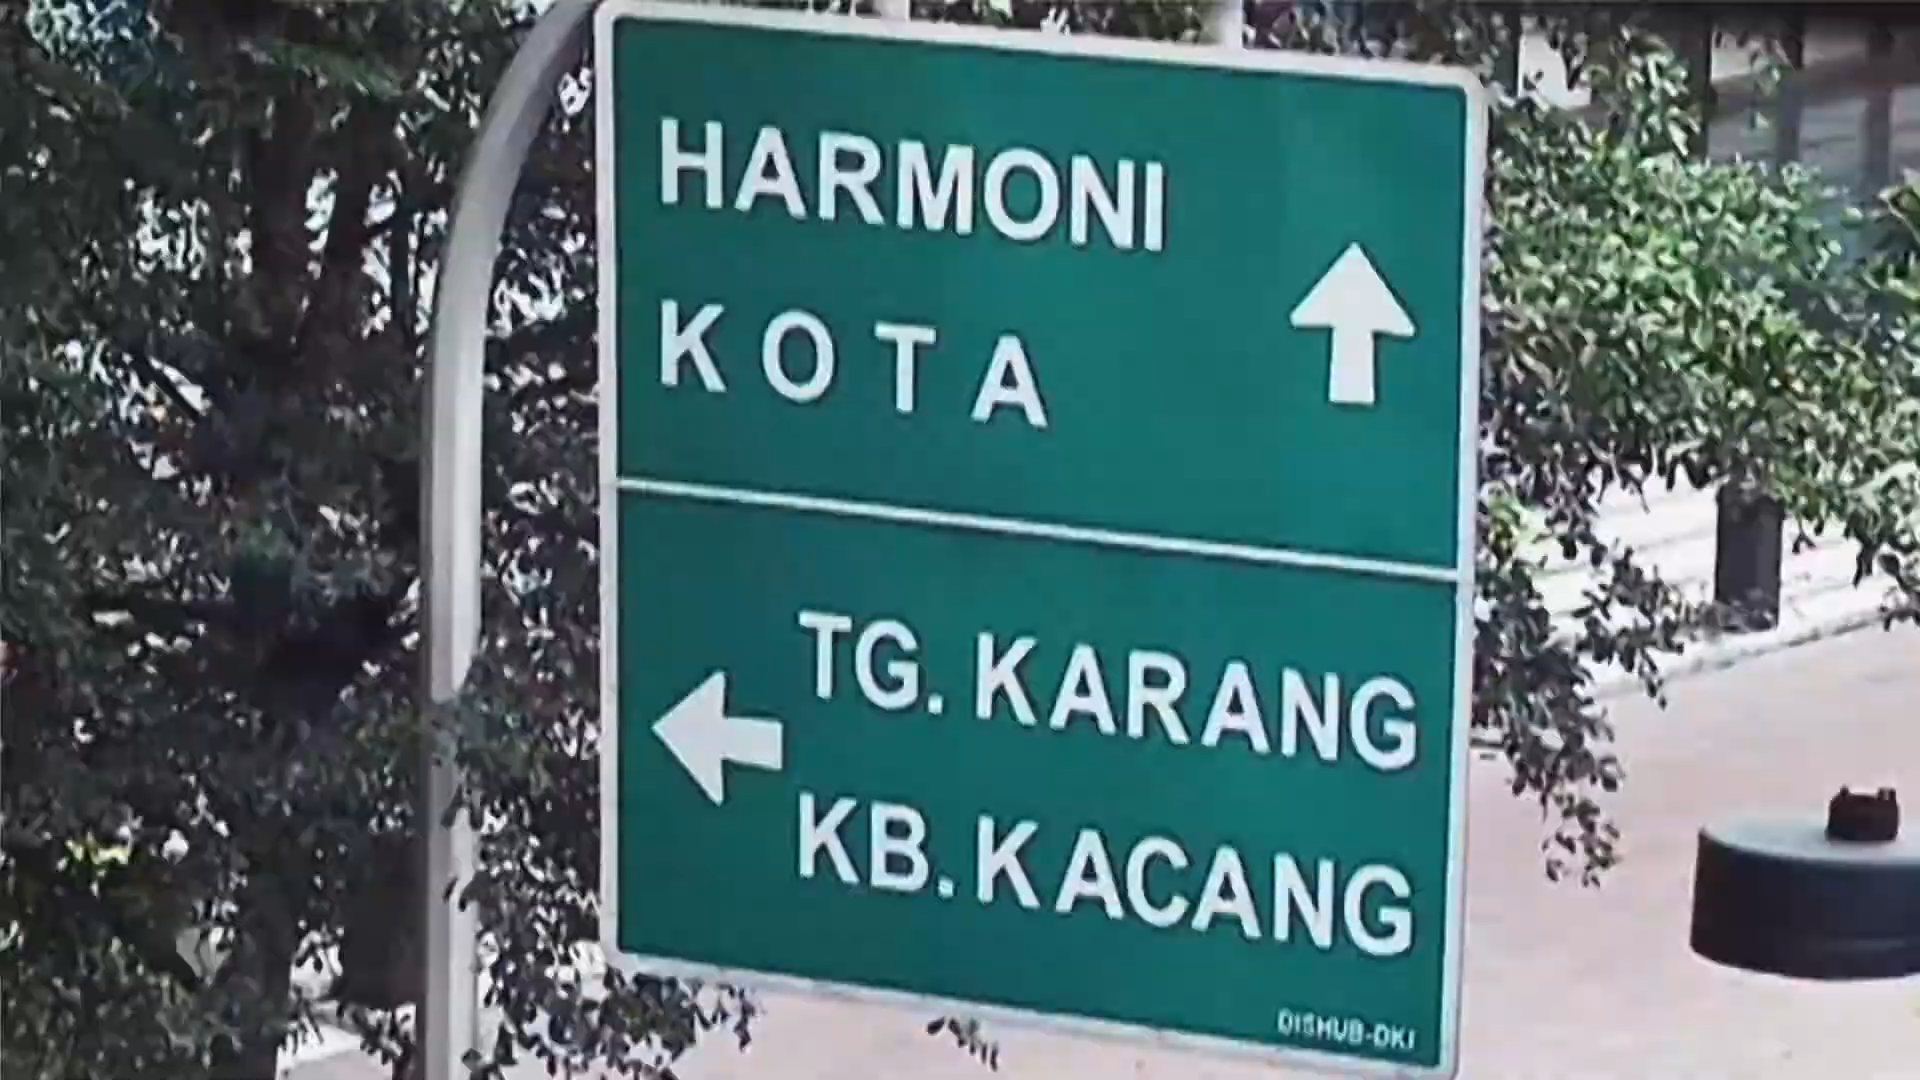 HARMONI
KOTA
TG. KARANG
KB. KACANG
DISHUB-DKI